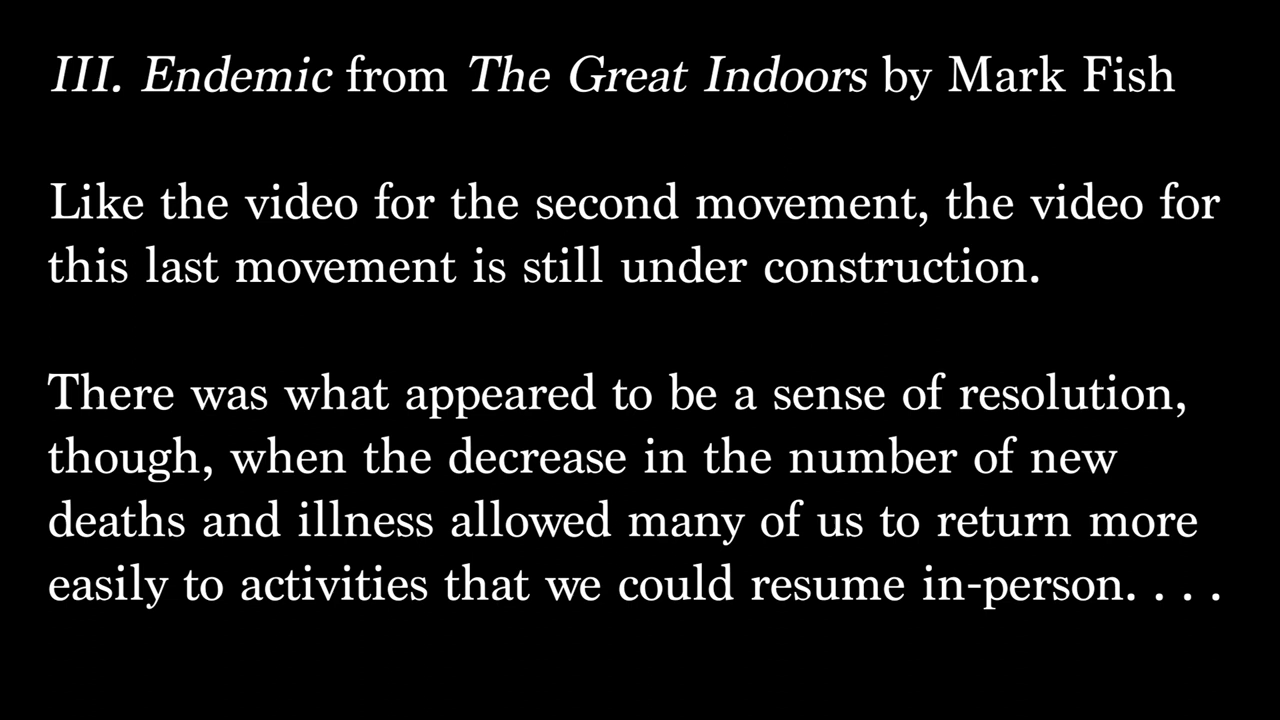 III. Endemic from The Great Indoors by Mark Fish
Like the video for the second movement, the video for
this last movement is still under construction.
There was what appeared to be a sense of resolution,
though, when the decrease in the number of new
deaths and illness allowed many of us to return more
easily to activities that we could resume in-person. . . .